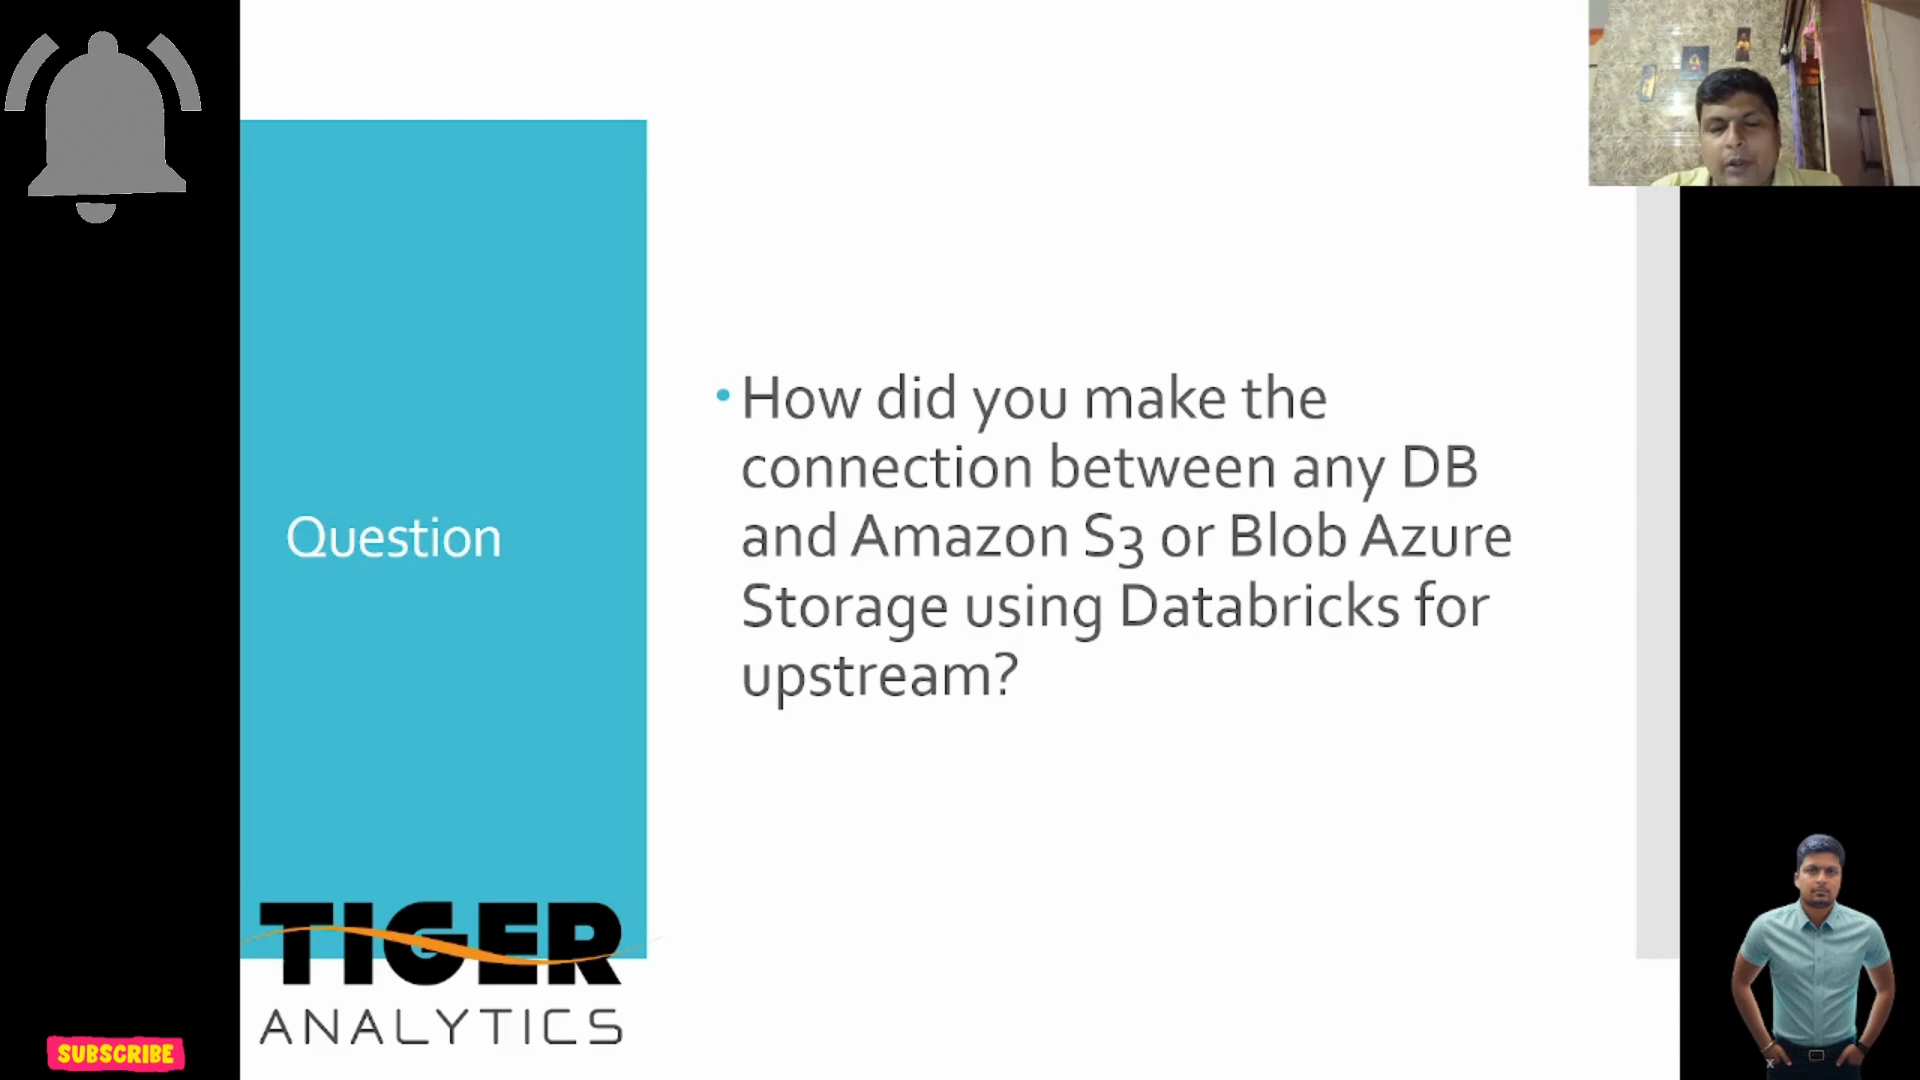 Question
• How did you make the
connection between any DB
and Amazon S3 or Blob Azure
Storage using Databricks for
upstream?
TIGER
ANALYTICS
SUBSCRIBE
x